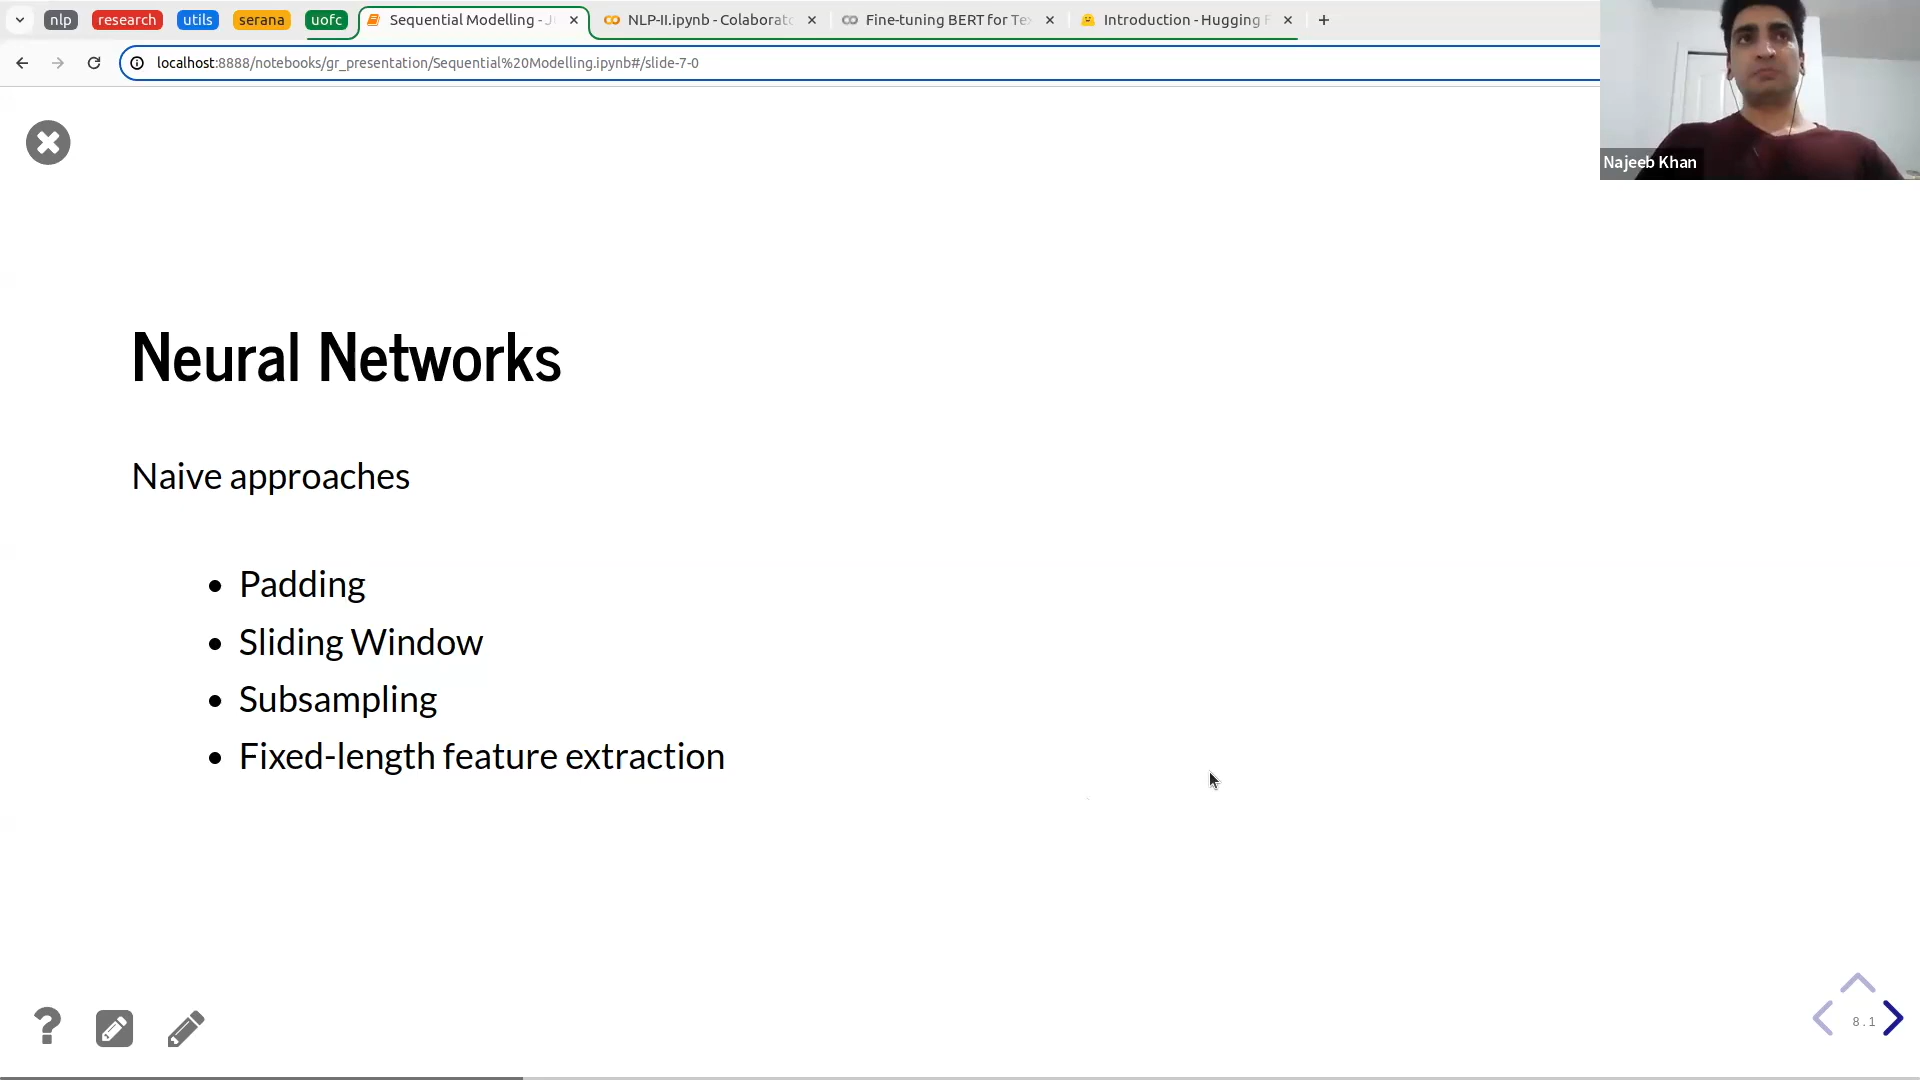 nlp
research
utils
serana
uofc
Sequential Modelling - J
NLP-II.ipynb - Colaborat
Fine-tuning BERT for Te
Introduction - Hugging F
localhost:8888/notebooks/gr_presentation/Sequential%20Modelling.ipynb#/slide-7-0
Najeeb Khan
Neural Networks
Naive approaches
Padding
Sliding Window
Subsampling
Fixed-length feature extraction
8.1